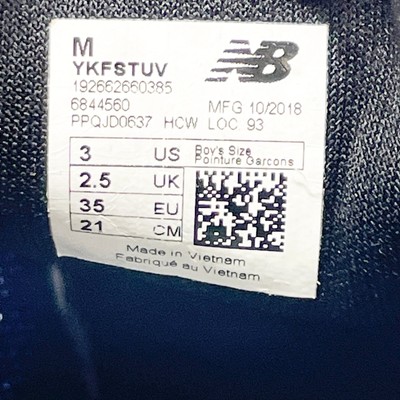 M
YKFSTUV
192662660385
6844560 MFG 10/2018
PPQJD0637 HCW LOC 93
3 US Boy's Size
Pointure Garcons
2.5 UK
35 EU
21 CM
Made in Vietnam
Fabriqué au Vietnam